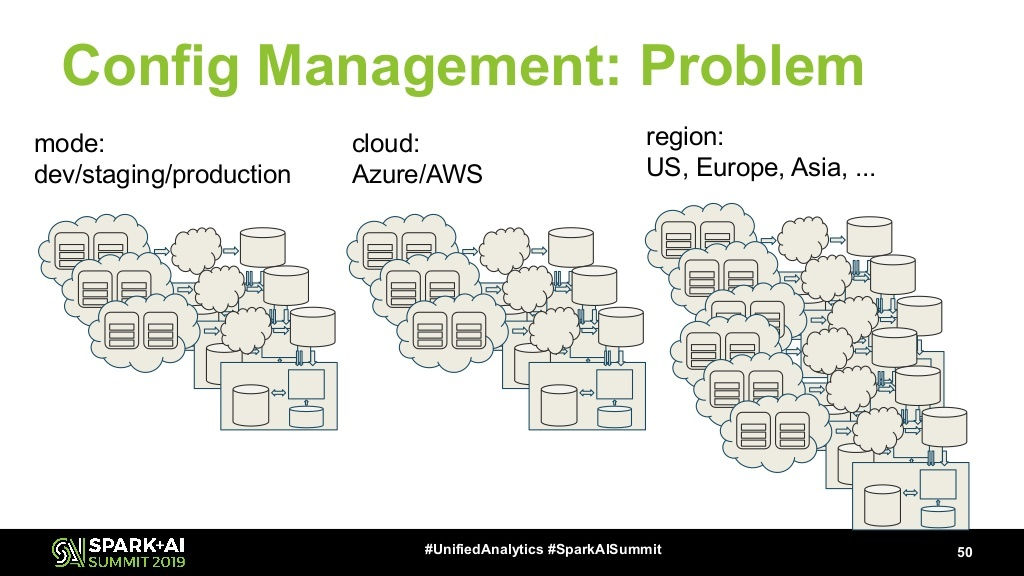 Config Management: Problem
mode:
dev/staging/production
cloud:
Azure/AWS
region:
US, Europe, Asia, ...
SPARK+AI
SUMMIT 2019
#UnifiedAnalytics #SparkAISummit
50